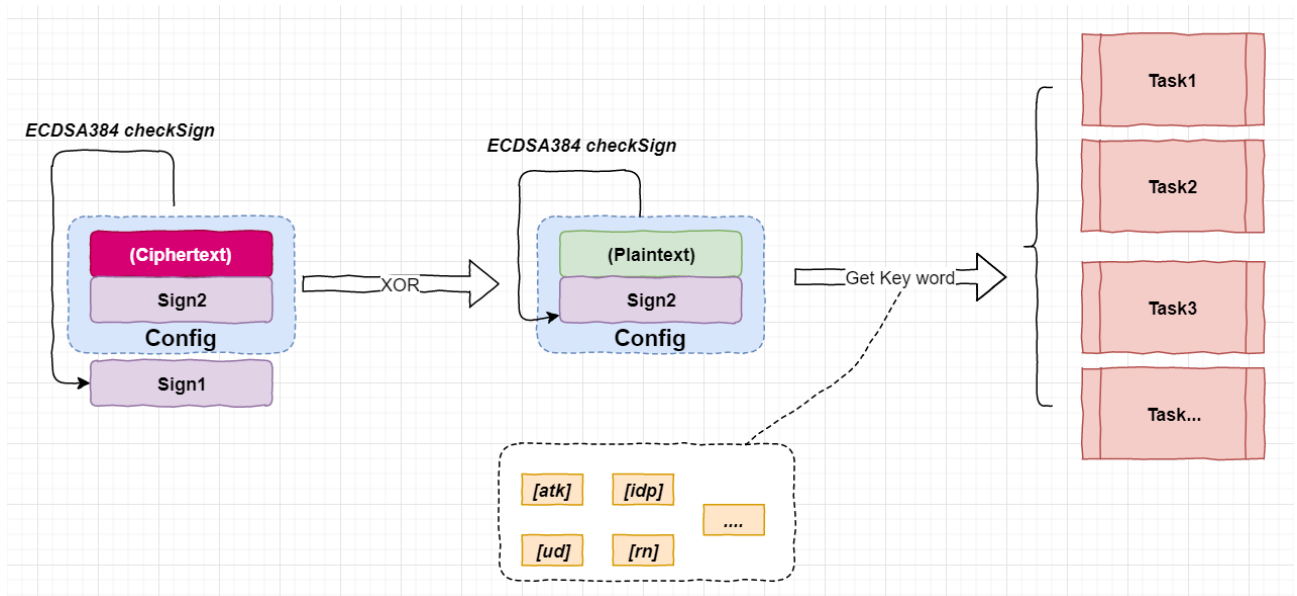 ECDSA384 checkSign
(Ciphertext)
Sign2
Config
Sign1
XOR
ECDSA384 checkSign
(Plaintext)
Sign2
Config
Get Key word
[atk]
[idp]
....
[ud]
[rn]
Task1
Task2
Task3
Task...